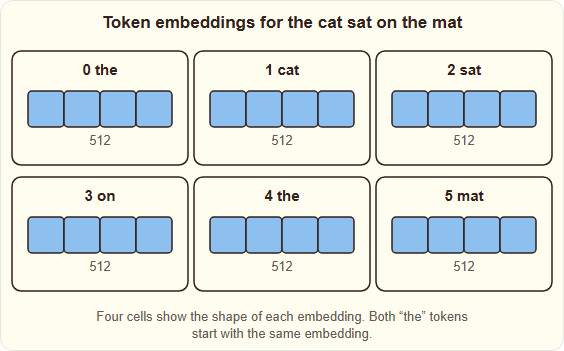 Token embeddings for the cat sat on the mat
0 the
512
1 cat
512
2 sat
512
3 on
512
4 the
512
5 mat
512
Four cells show the shape of each embedding. Both “the” tokens
start with the same embedding.